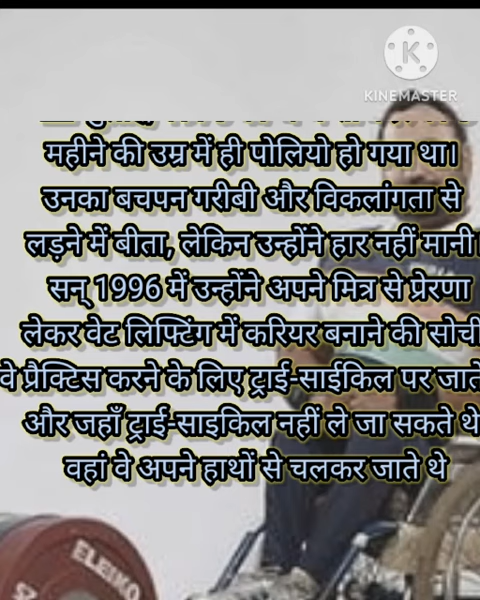 KINEMASTER
महीने की उम्र में ही पोलियो हो गया था।
उनका बचपन गरीबी और विकलांगता से
लड़ने में बीता, लेकिन उन्होंने हार नहीं मानी।
सन् 1996 में उन्होंने अपने मित्र से प्रेरणा
लेकर वेट लिफ्टिंग में करियर बनाने की सोची
वे प्रैक्टिस करने के लिए ट्राई-साईकिल पर जाते
और जहाँ ट्राई-साइकिल नहीं ले जा सकते थे
वहां वे अपने हाथों से चलकर जाते थे
ELEIKO